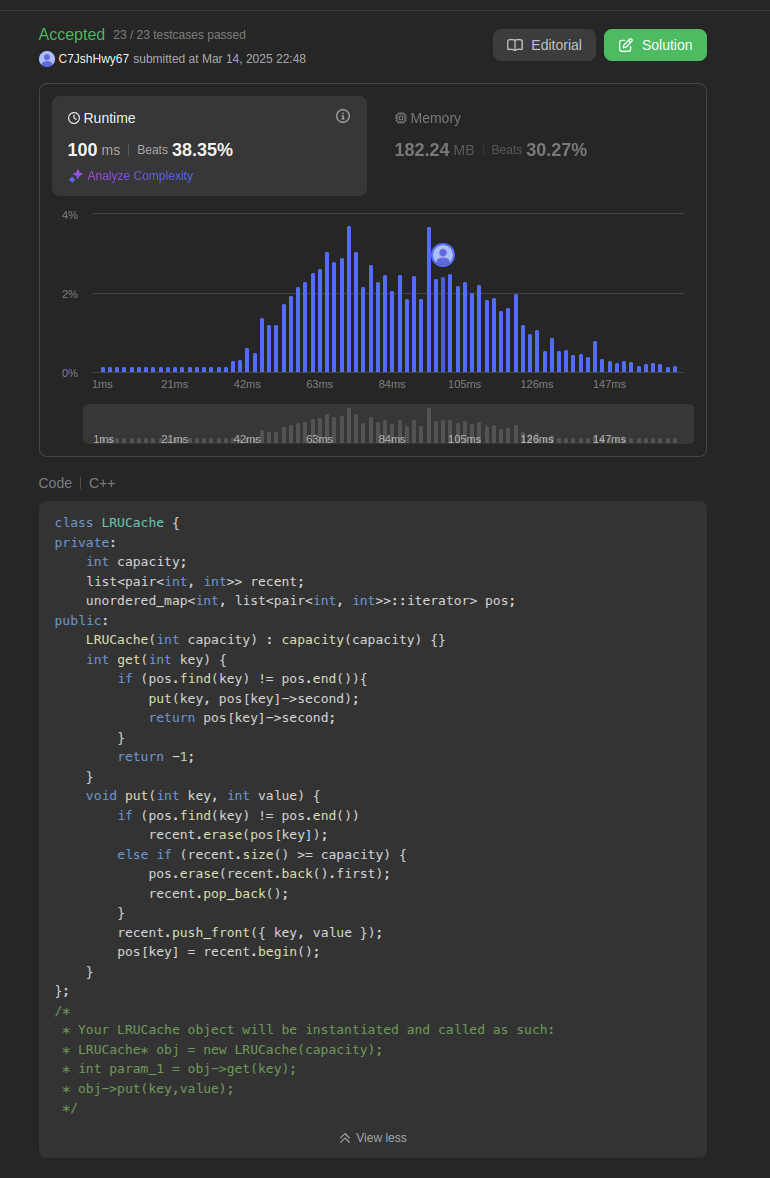 Accepted 23 / 23 testcases passed
Editorial
Solution
C7JshHwy67 submitted at Mar 14, 2025 22:48
Runtime
Memory
100 ms | Beats 38.35%
182.24 MB | Beats 30.27%
Analyze Complexity
4%
2%
0%
1ms 21ms 42ms 63ms 84ms 105ms 126ms 147ms
1ms 21ms 42ms 63ms 84ms 105ms 126ms 147ms
Code | C++
class LRUCache {
private:
    int capacity;
    list<pair<int, int>> recent;
    unordered_map<int, list<pair<int, int>>::iterator> pos;
public:
    LRUCache(int capacity) : capacity(capacity) {}
    int get(int key) {
        if (pos.find(key) != pos.end()){
            put(key, pos[key]->second);
            return pos[key]->second;
        }
        return -1;
    }
    void put(int key, int value) {
        if (pos.find(key) != pos.end())
            recent.erase(pos[key]);
        else if (recent.size() >= capacity) {
            pos.erase(recent.back().first);
            recent.pop_back();
        }
        recent.push_front({ key, value });
        pos[key] = recent.begin();
    }
};
/*
 * Your LRUCache object will be instantiated and called as such:
 * LRUCache* obj = new LRUCache(capacity);
 * int param_1 = obj->get(key);
 * obj->put(key,value);
 */
View less